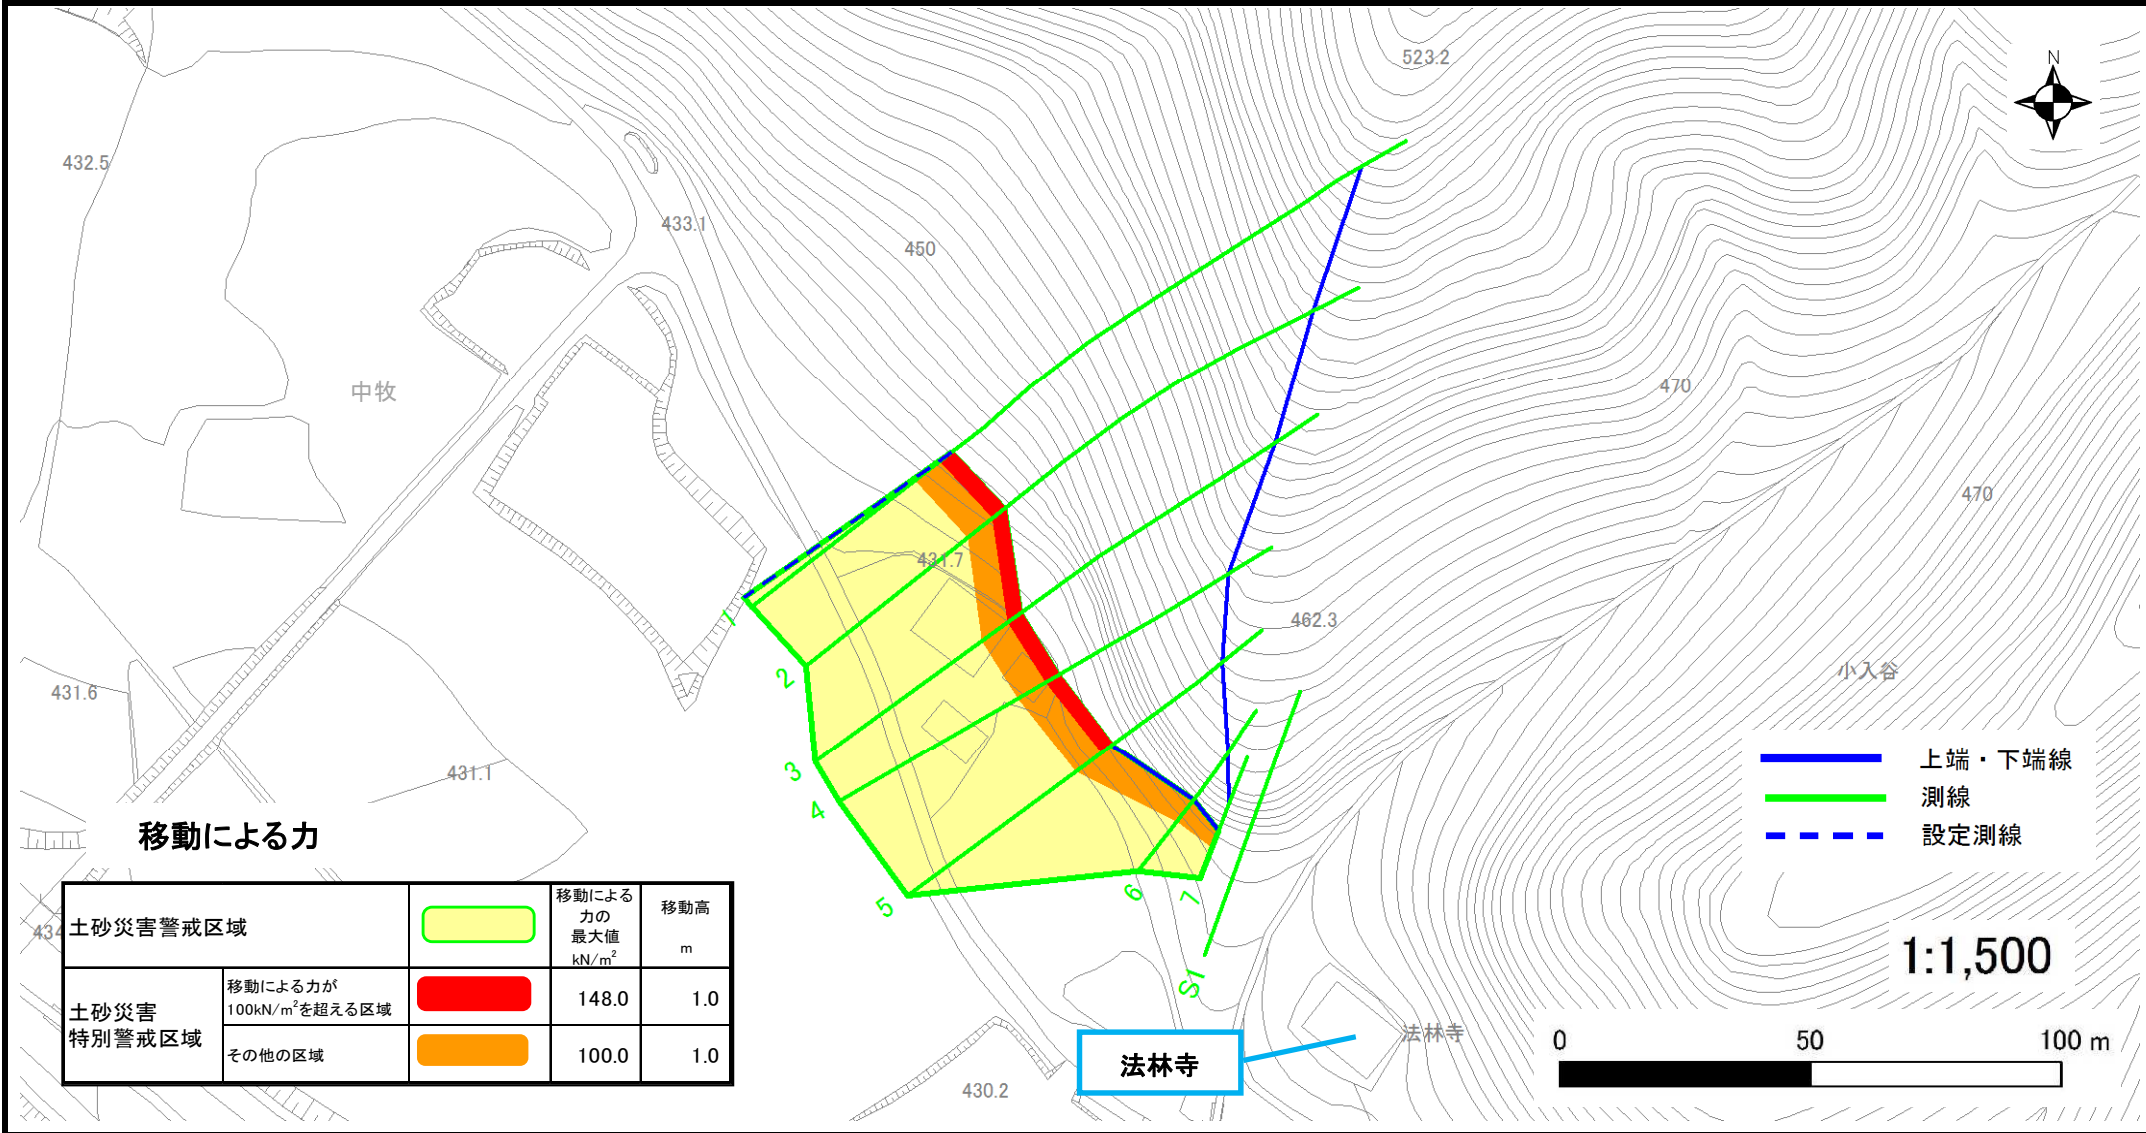 523.2
N
432.5
433.1
450
中牧
470
470
431.7
462.3
小入谷
431.6
431.1
1
2
3
4
5
6
7
S1
上端・下端線
測線
設定測線
移動による力
1:1,500
0 50 100 m
434
土砂災害警戒区域
移動による
力の
最大値
kN/m²
移動高
m
土砂災害
特別警戒区域
移動による力が
100kN/m²を超える区域
148.0 1.0
その他の区域
100.0 1.0
法林寺
法林寺
430.2